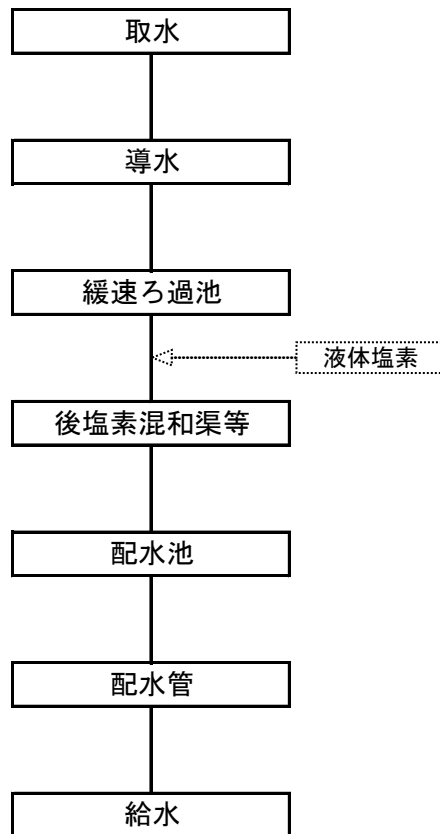 取水
導水
緩速ろ過池
液体塩素
後塩素混和渠等
配水池
配水管
給水